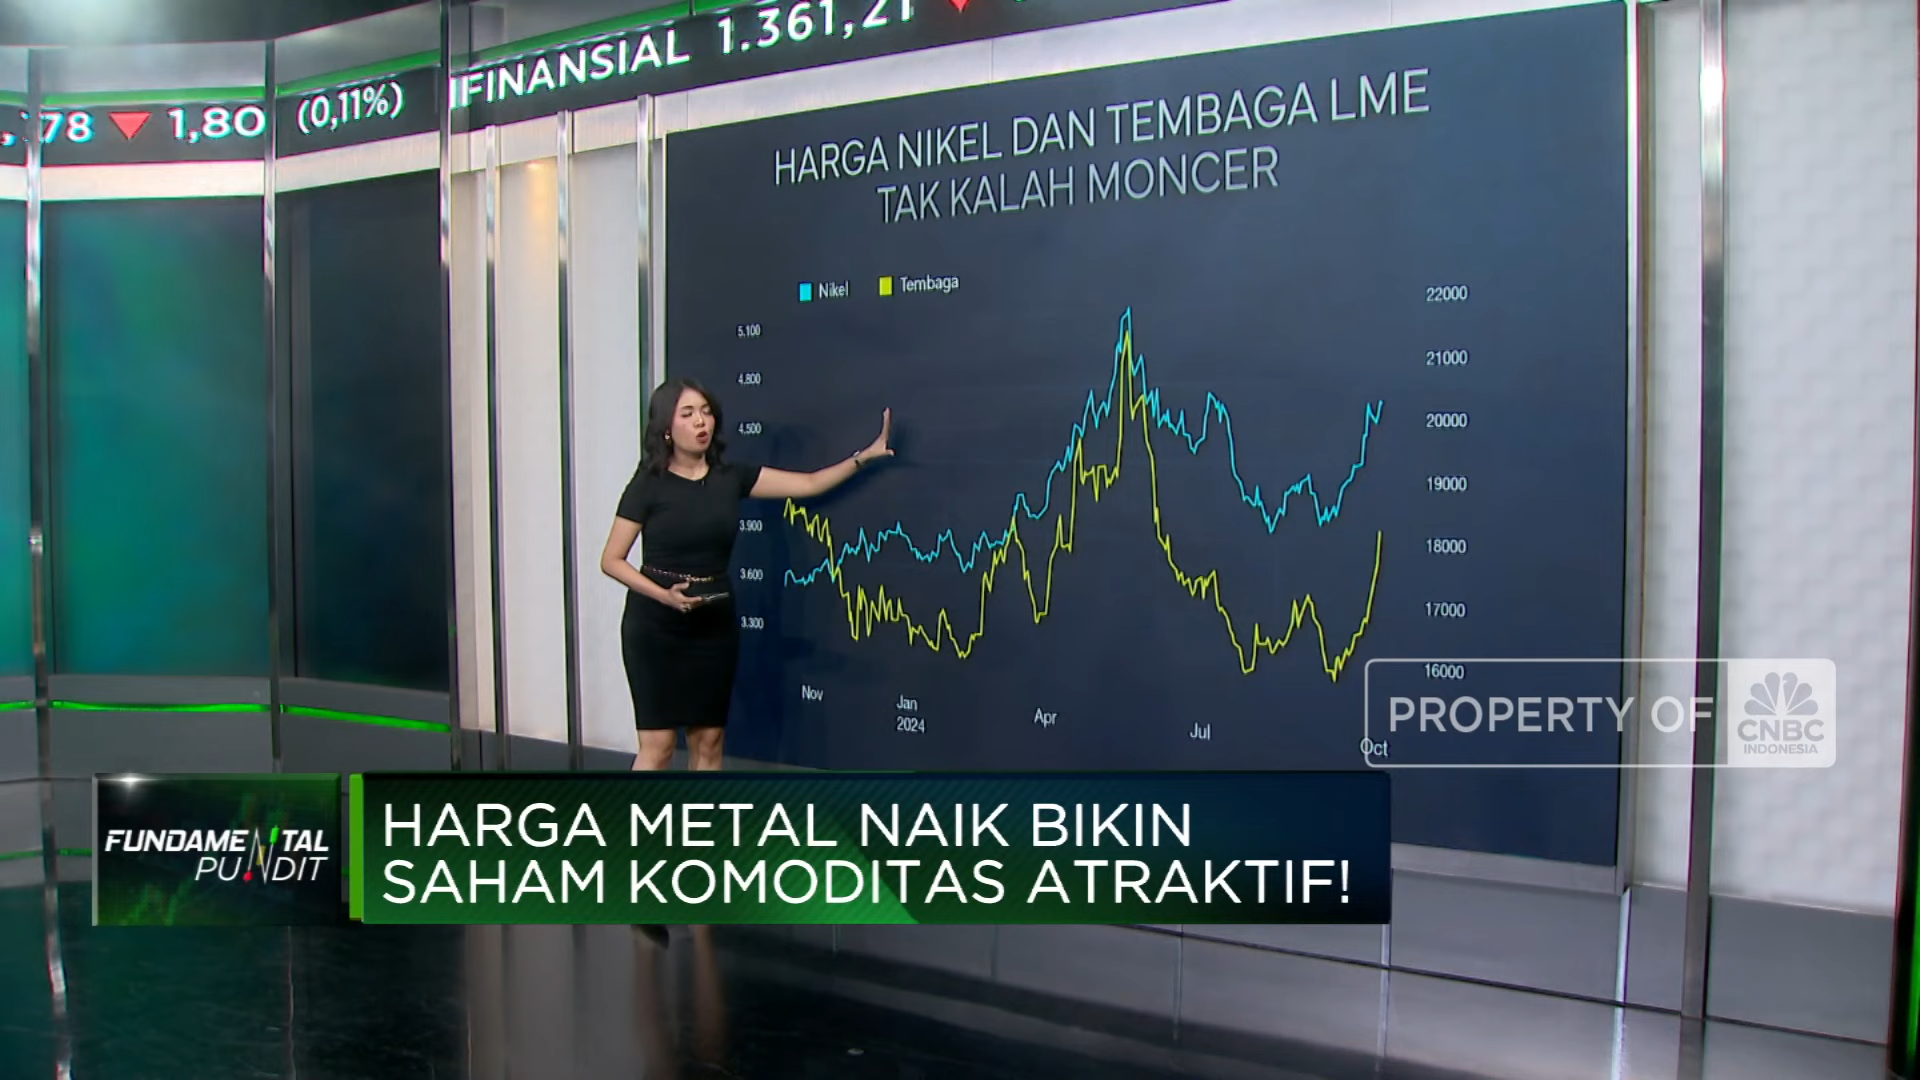 78 ▼ 1,80 (0,11%)
IFINANSIAL 1.361,21 ▼
HARGA NIKEL DAN TEMBAGA LME
TAK KALAH MONCER
Nikel Tembaga
5.100
4.800
4.500
3.900
3.600
3.300
22000
21000
20000
19000
18000
17000
16000
Nov
Jan
2024
Apr
Jul
Oct
PROPERTY OF
CNBC
INDONESIA
FUNDAMENTAL
PUNDIT
HARGA METAL NAIK BIKIN
SAHAM KOMODITAS ATRAKTIF!